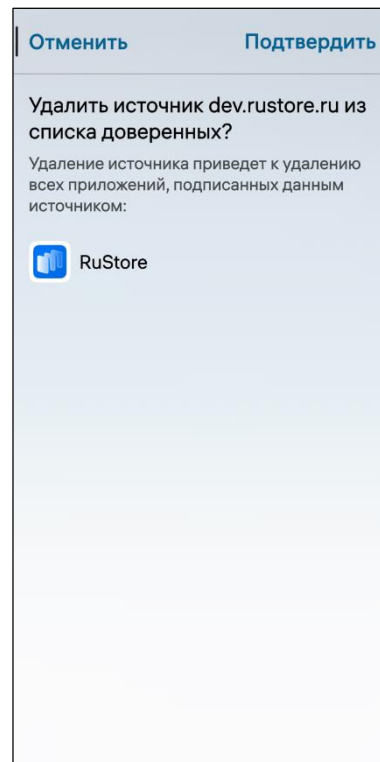 Отменить Подтвердить
Удалить источник dev.rustore.ru из
списка доверенных?
Удаление источника приведет к удалению
всех приложений, подписанных данным
источником:
RuStore